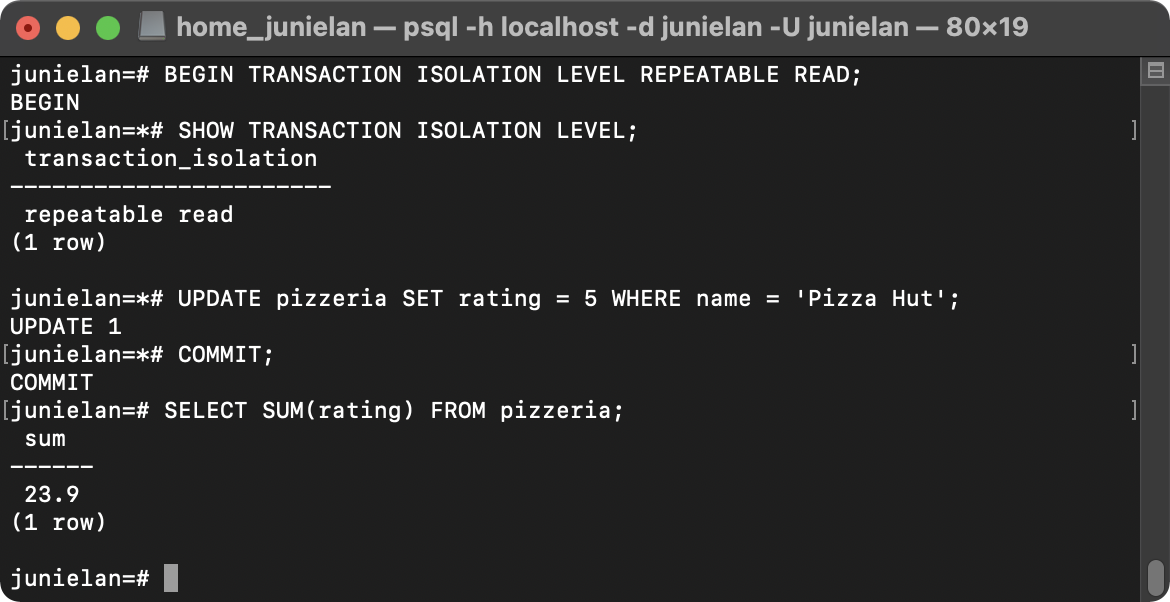 home_junielan — psql -h localhost -d junielan -U junielan — 80×19
junielan=# BEGIN TRANSACTION ISOLATION LEVEL REPEATABLE READ;
BEGIN
[junielan=*# SHOW TRANSACTION ISOLATION LEVEL; ]
transaction_isolation
-----------------------
repeatable read
(1 row)
junielan=*# UPDATE pizzeria SET rating = 5 WHERE name = 'Pizza Hut';
UPDATE 1
[junielan=*# COMMIT; ]
COMMIT
[junielan=# SELECT SUM(rating) FROM pizzeria; ]
sum
------
23.9
(1 row)
junielan=#